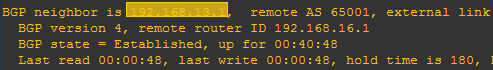 BGP neighbor is 192.168.13.1, remote AS 65001, external link
BGP version 4, remote router ID 192.168.16.1
BGP state = Established, up for 00:40:48
Last read 00:00:48, last write 00:00:48, hold time is 180,